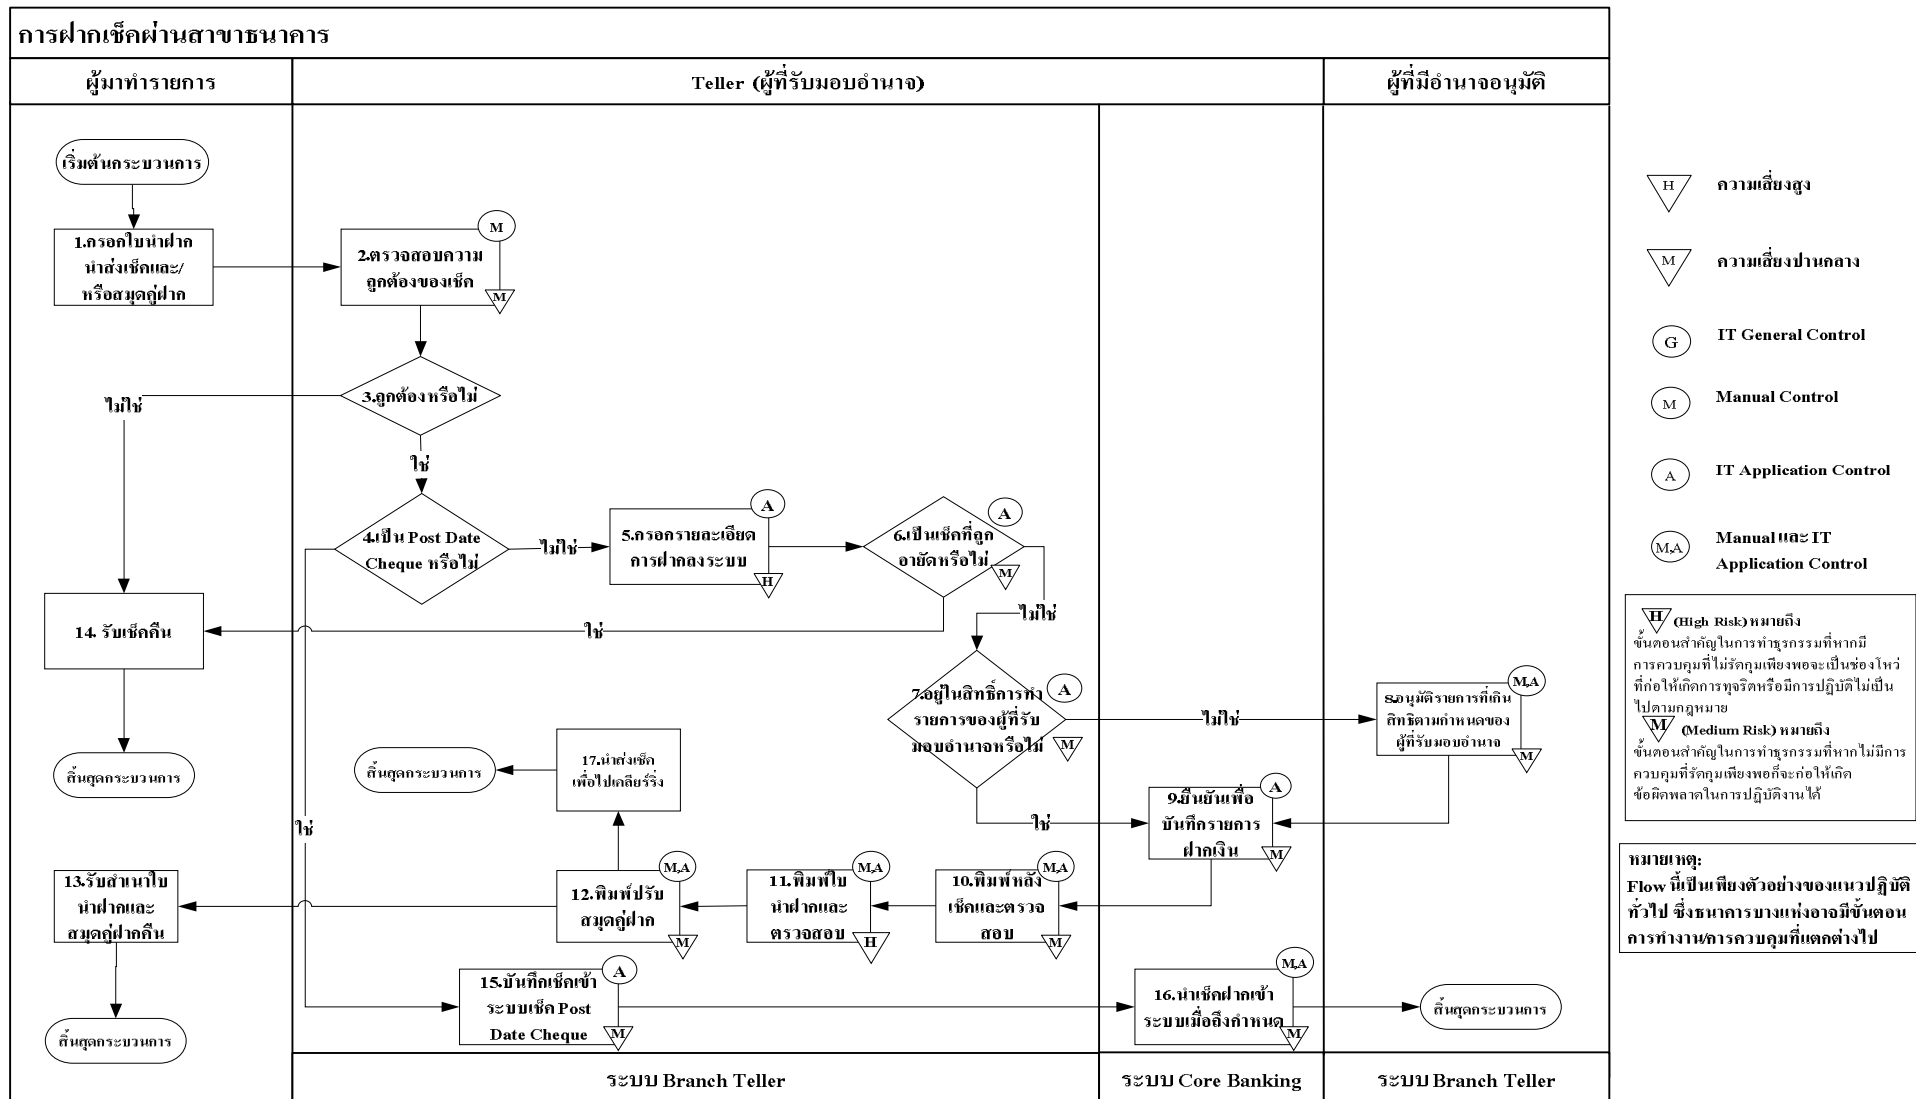 การฝากเช็คผ่านสาขาธนาคาร
ผู้มาทำรายการ
Teller (ผู้ที่รับมอบอำนาจ)
ผู้ที่มีอำนาจอนุมัติ
เริ่มต้นกระบวนการ
1.กรอกใบนำฝาก
นำส่งเช็คและ/
หรือสมุดคู่ฝาก
M
2.ตรวจสอบความ
ถูกต้องของเช็ค
M
3.ถูกต้องหรือไม่
ไม่ใช่
ใช่
4.เป็น Post Date
Cheque หรือไม่
ไม่ใช่
A
5.กรอกรายละเอียด
การฝากลงระบบ
H
A
6.เป็นเช็คที่ถูก
อายัดหรือไม่
M
ไม่ใช่
ใช่
14. รับเช็คคืน
สิ้นสุดกระบวนการ
A
7.อยู่ในสิทธิ์การทำ
รายการของผู้ที่รับ
มอบอำนาจหรือไม่
M
ไม่ใช่
M,A
8.อนุมัติรายการที่เกิน
สิทธิตามกำหนดของ
ผู้ที่รับมอบอำนาจ
M
17.นำส่งเช็ค
เพื่อไปเคลียร์ริ่ง
สิ้นสุดกระบวนการ
ใช่
ใช่
A
9.ยืนยันเพื่อ
บันทึกรายการ
ฝากเงิน
M
M,A
10.พิมพ์หลัง
เช็คและตรวจ
สอบ
M
M,A
11.พิมพ์ใบ
นำฝากและ
ตรวจสอบ
H
M,A
12.พิมพ์ปรับ
สมุดคู่ฝาก
M
13.รับสำเนาใบ
นำฝากและ
สมุดคู่ฝากคืน
สิ้นสุดกระบวนการ
A
15.บันทึกเช็คเข้า
ระบบเช็ค Post
Date Cheque
M
M,A
16.นำเช็คฝากเข้า
ระบบเมื่อถึงกำหนด
M
สิ้นสุดกระบวนการ
ระบบ Branch Teller
ระบบ Core Banking
ระบบ Branch Teller
H
ความเสี่ยงสูง
M
ความเสี่ยงปานกลาง
G
IT General Control
M
Manual Control
A
IT Application Control
M,A
Manual และ IT
Application Control
H (High Risk) หมายถึง
ขั้นตอนสำคัญในการทำธุรกรรมที่หากมี
การควบคุมที่ไม่รัดกุมเพียงพอจะเป็นช่องโหว่
ที่ก่อให้เกิดการทุจริตหรือมีการปฏิบัติไม่เป็น
ไปตามกฎหมาย
M (Medium Risk) หมายถึง
ขั้นตอนสำคัญในการทำธุรกรรมที่หากไม่มีการ
ควบคุมที่รัดกุมเพียงพอก็จะก่อให้เกิด
ข้อผิดพลาดในการปฏิบัติงานได้
หมายเหตุ:
Flow นี้เป็นเพียงตัวอย่างของแนวปฏิบัติ
ทั่วไป ซึ่งธนาคารบางแห่งอาจมีขั้นตอน
การทำงาน/การควบคุมที่แตกต่างไป